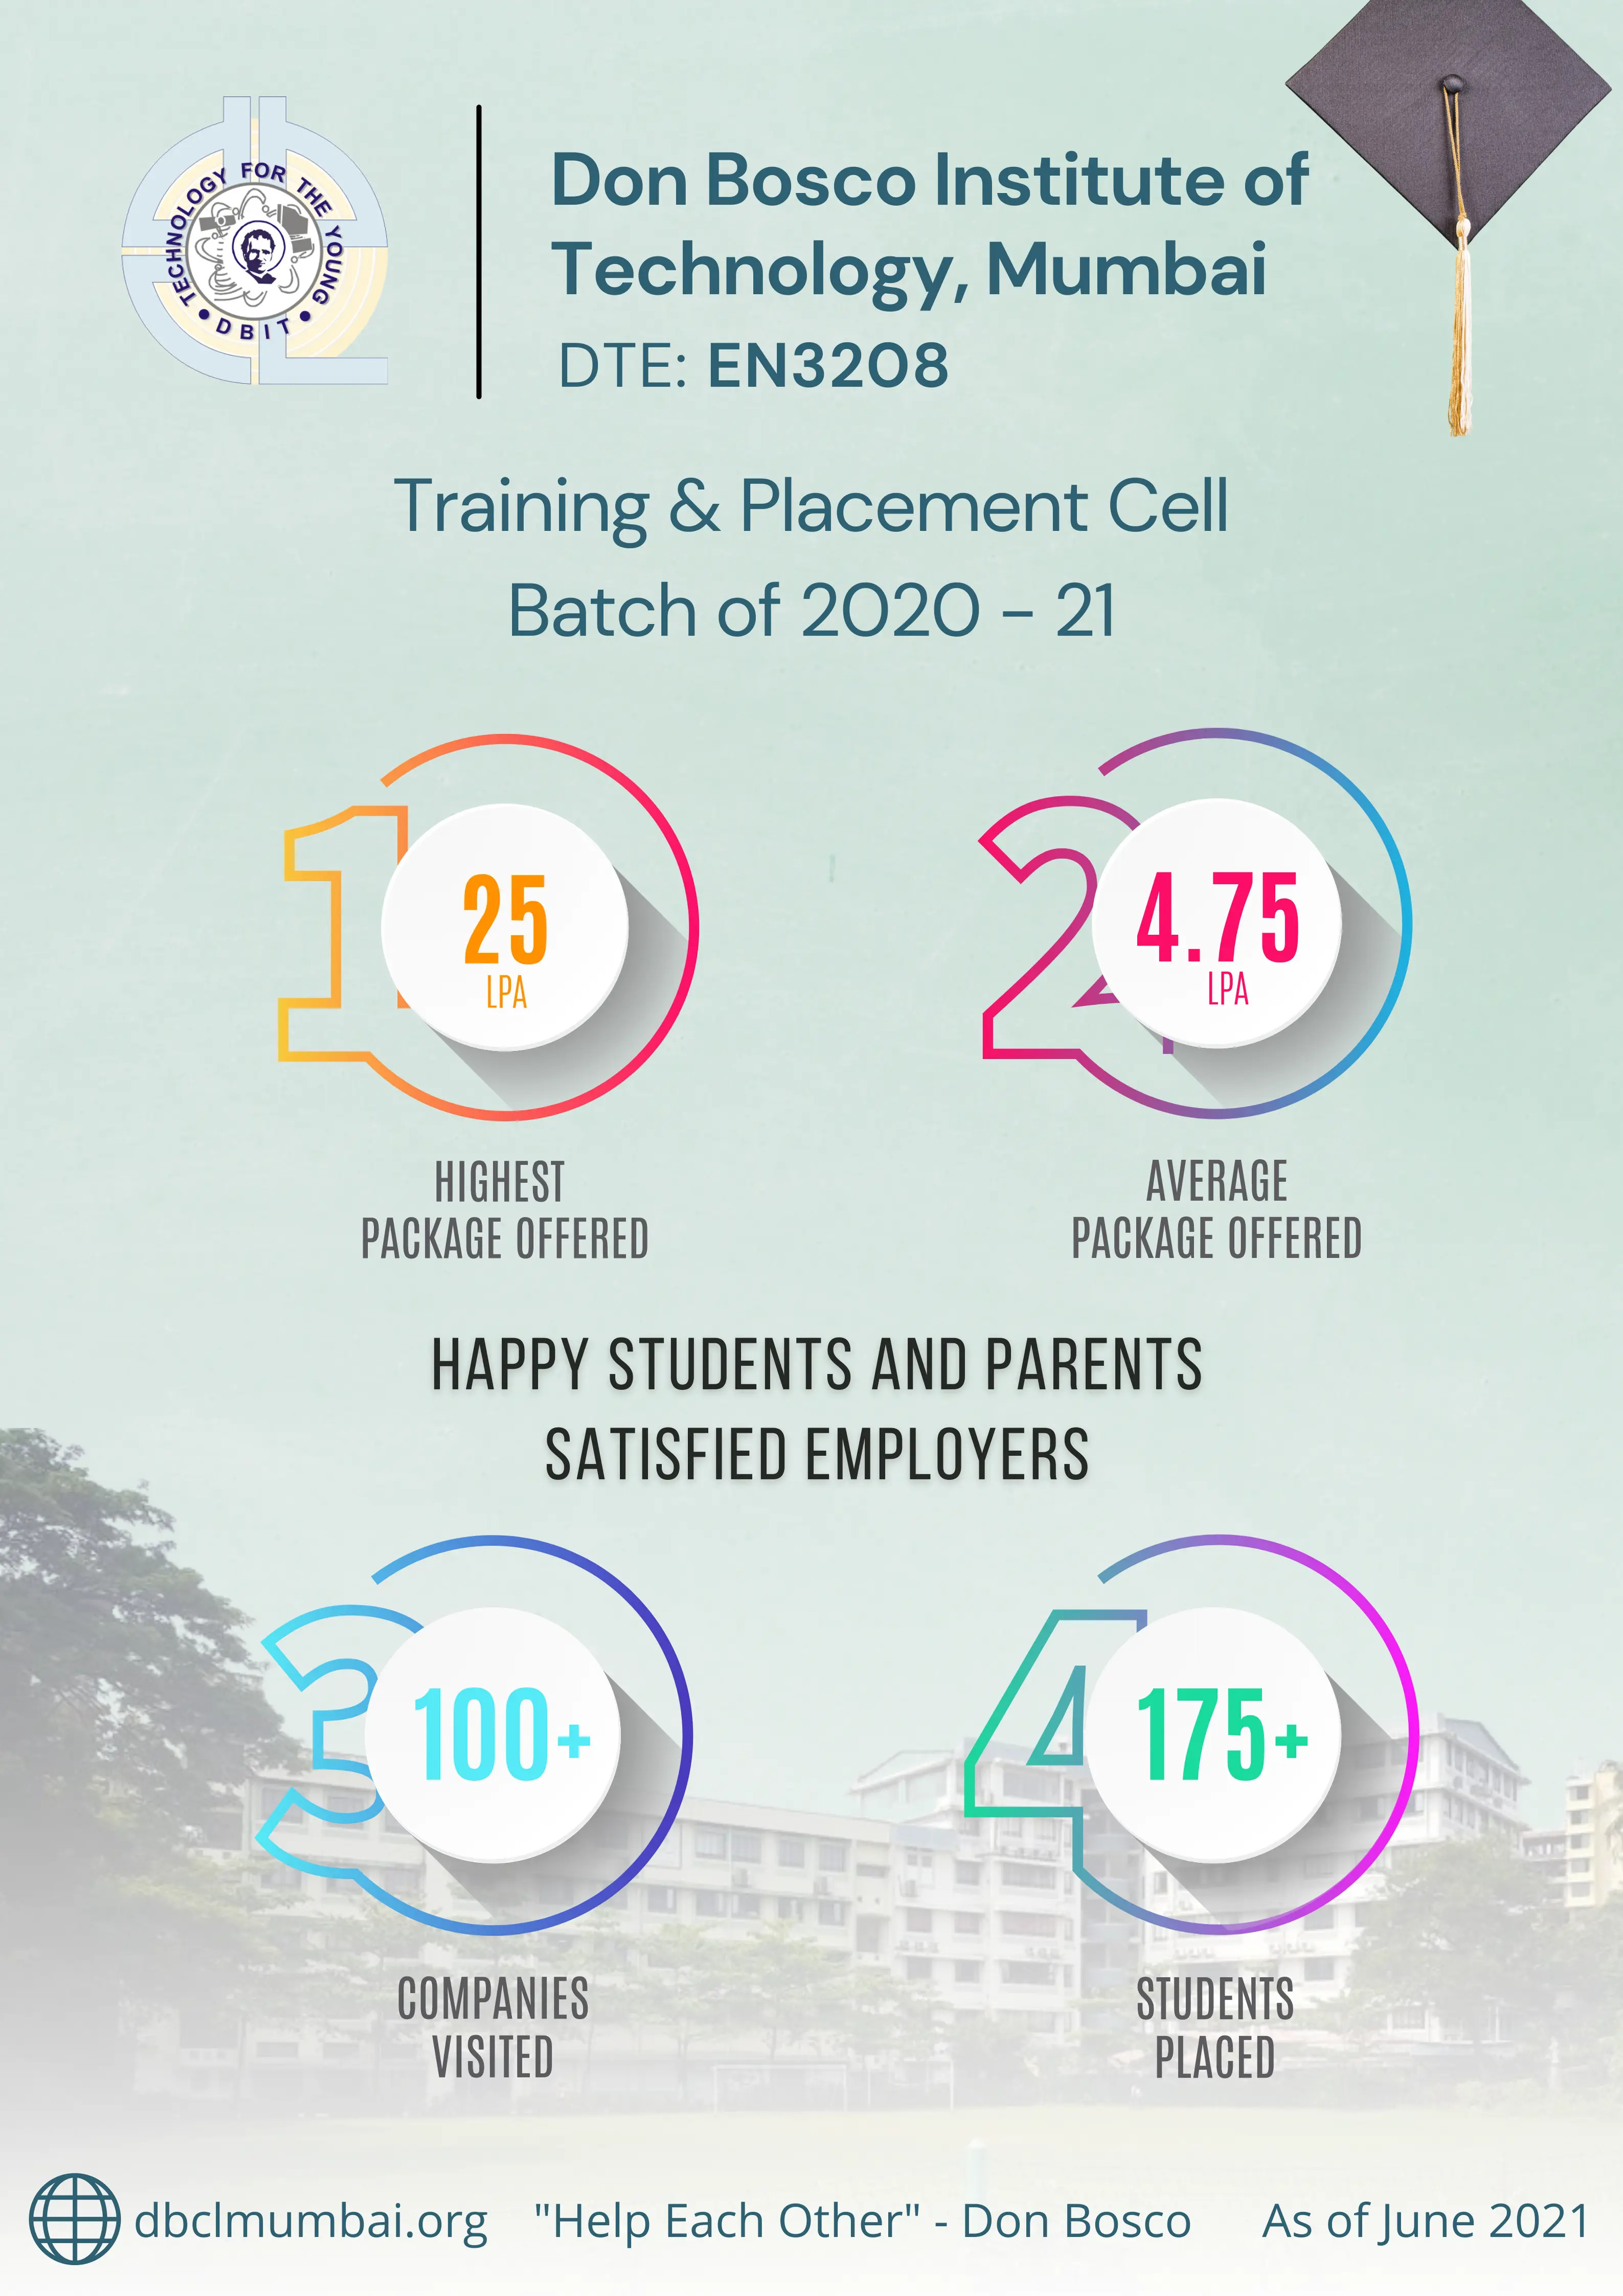 TECHNOLOGY FOR THE YOUNG
• DBIT •
Don Bosco Institute of
Technology, Mumbai
DTE: EN3208
Training & Placement Cell
Batch of 2020 - 21
1
25
LPA
HIGHEST
PACKAGE OFFERED
2
4.75
LPA
AVERAGE
PACKAGE OFFERED
HAPPY STUDENTS AND PARENTS
SATISFIED EMPLOYERS
3
100+
COMPANIES
VISITED
4
175+
STUDENTS
PLACED
dbclmumbai.org "Help Each Other" - Don Bosco As of June 2021